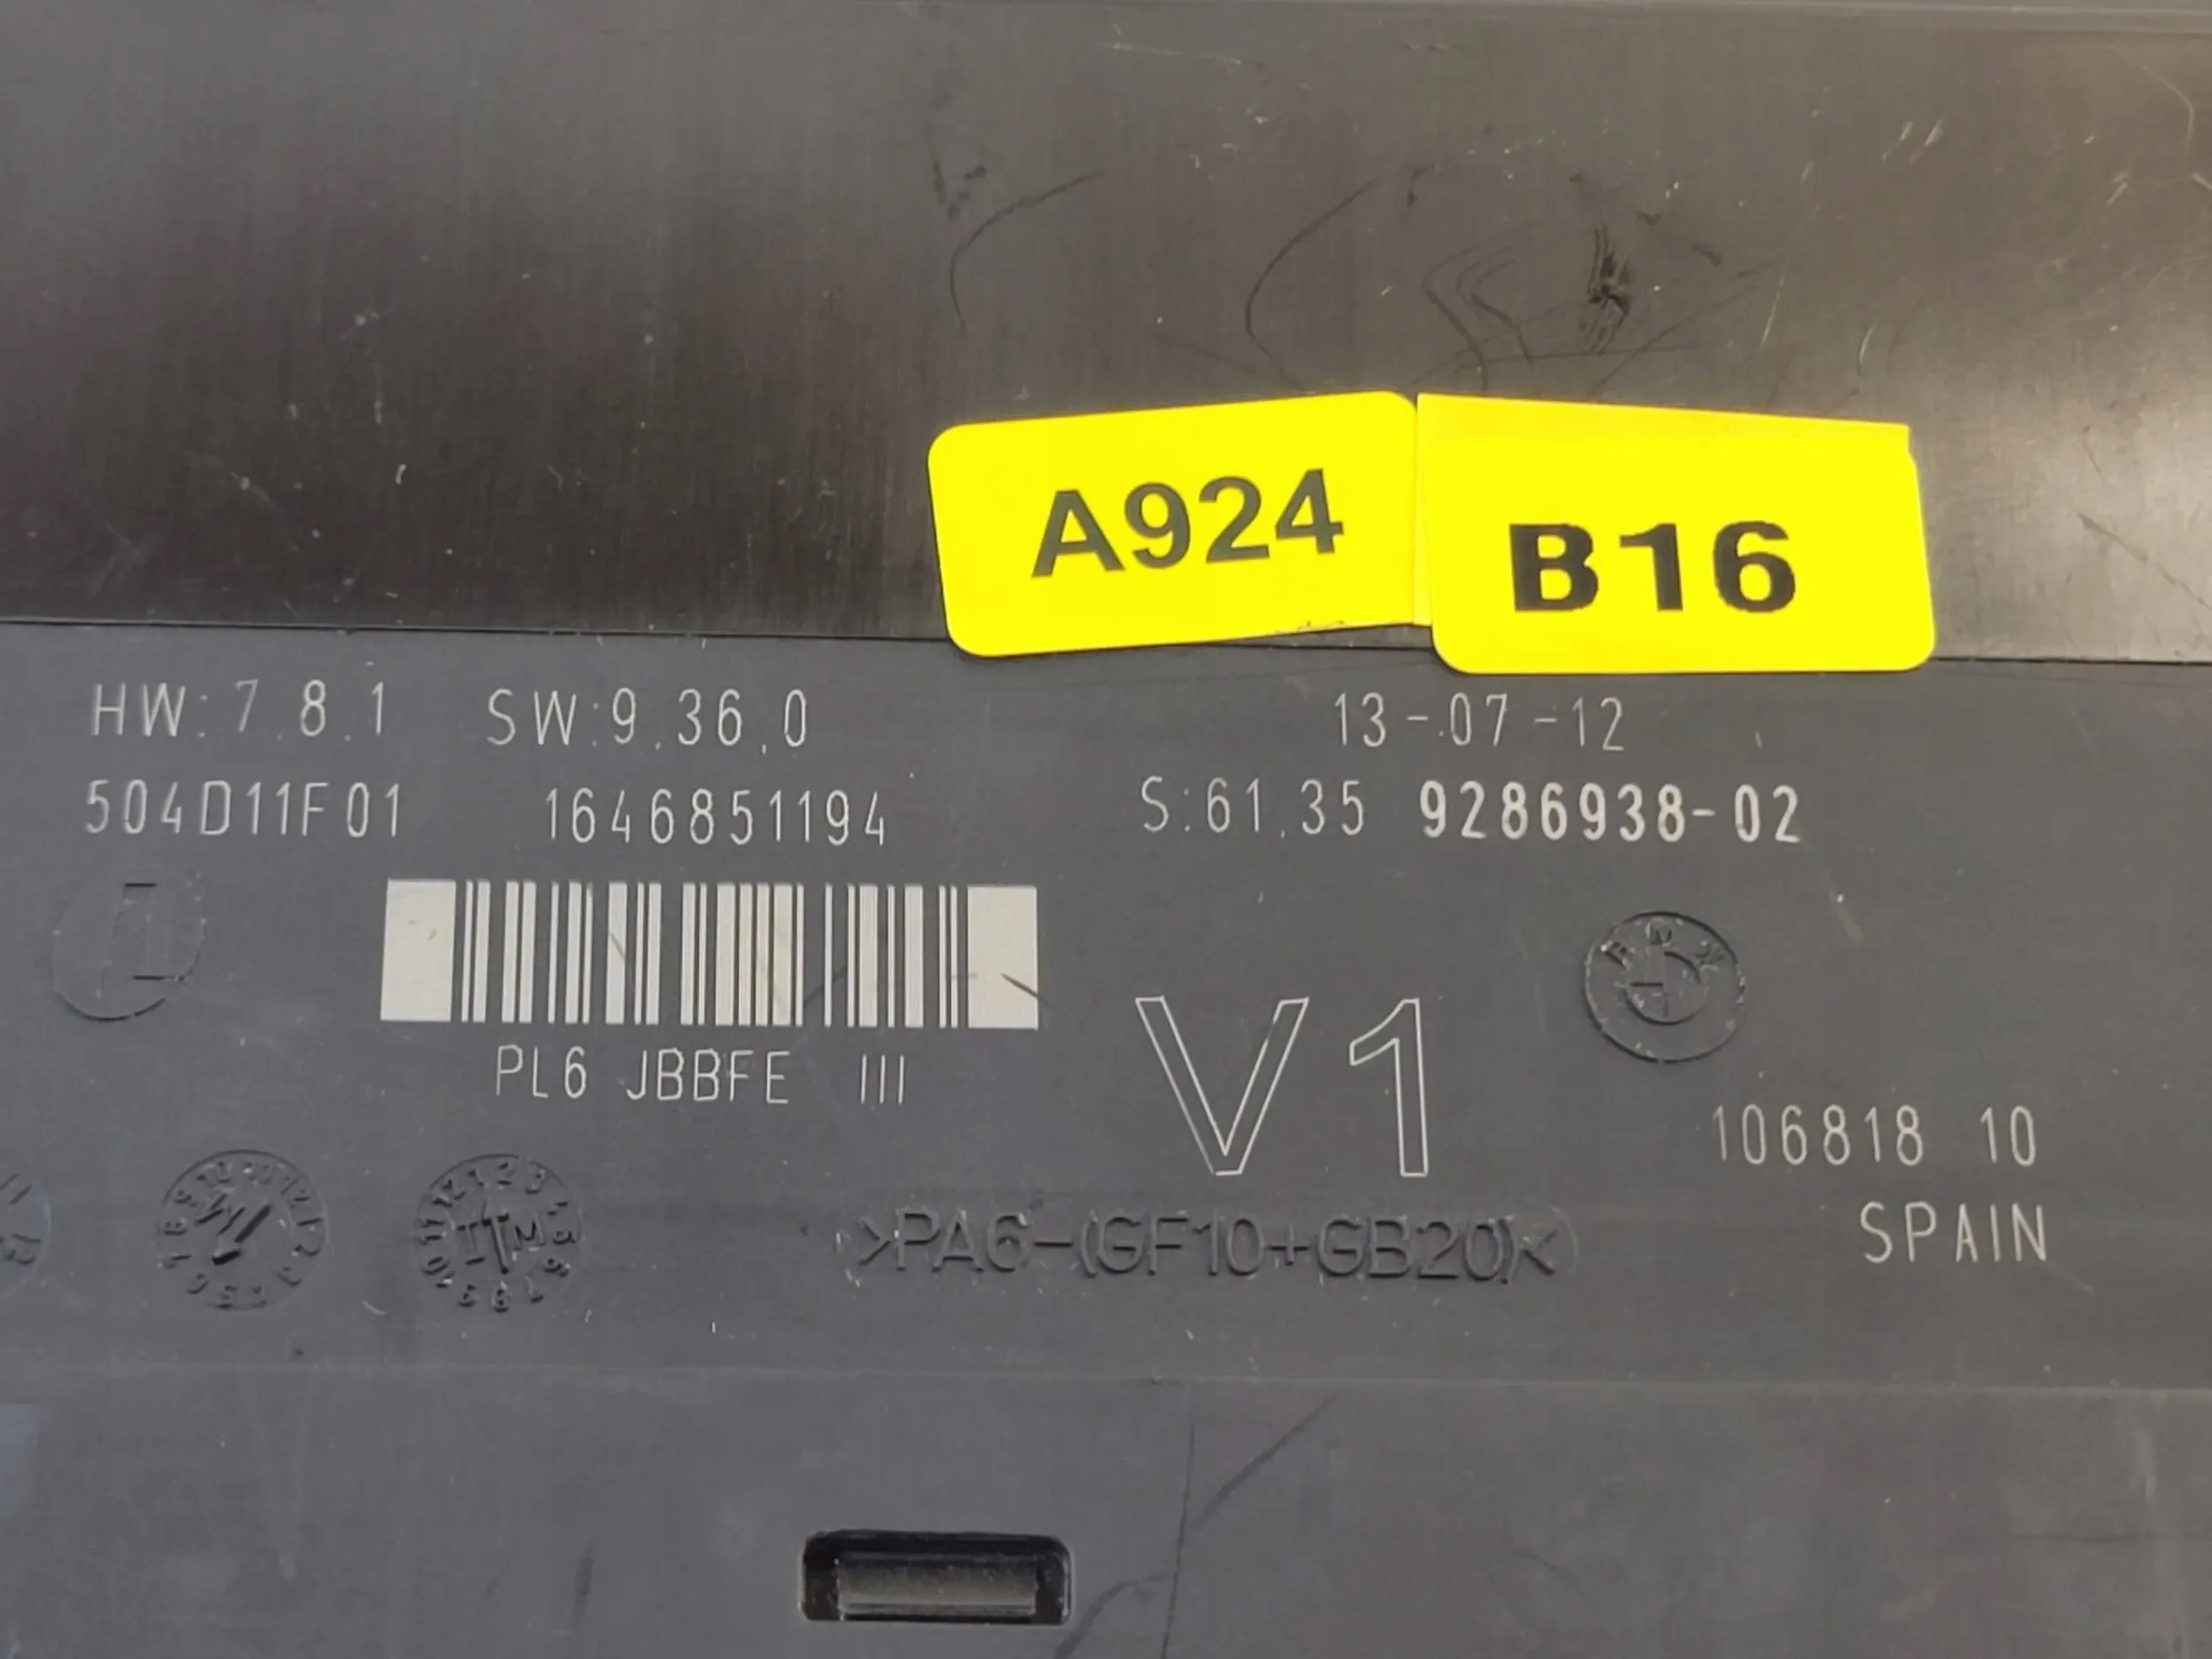 A924
B16
HW:7.8.1 SW:9.36.0 13-07-12
504D11F01 1646851194 S:61.35 9286938-02
BMW
PL6 JBBFE III
V1
106818 10
SPAIN
>PA6-(GF10+GB20)<